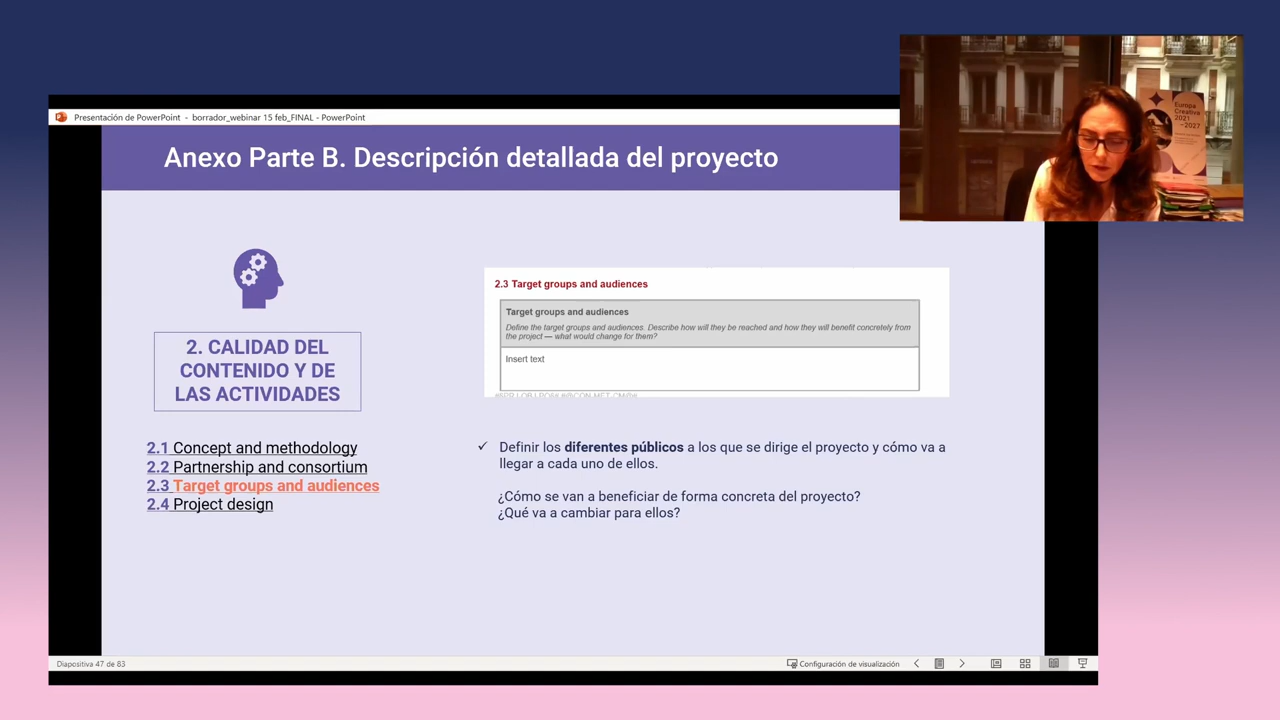 Presentación de PowerPoint - borrador_webinar 15 feb_FINAL - PowerPoint
Anexo Parte B. Descripción detallada del proyecto
Europa
Creativa
2021
-2027
2. CALIDAD DEL
CONTENIDO Y DE
LAS ACTIVIDADES
2.1 Concept and methodology
2.2 Partnership and consortium
2.3 Target groups and audiences
2.4 Project design
2.3 Target groups and audiences
Target groups and audiences
Define the target groups and audiences. Describe how will they be reached and how they will benefit concretely from
the project — what would change for them?
Insert text
✓ Definir los diferentes públicos a los que se dirige el proyecto y cómo va a
llegar a cada uno de ellos.
¿Cómo se van a beneficiar de forma concreta del proyecto?
¿Qué va a cambiar para ellos?
Diapositiva 47 de 83
Configuración de visualización